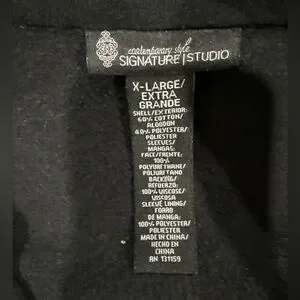 contemporary style
SIGNATURE|STUDIO
X-LARGE/
EXTRA
GRANDE
SHELL/EXTERIOR:
60% COTTON/
ALGODON
40% POLYESTER/
POLIESTER
SLEEVES/
MANGAS:
FACE/FRENTE:
100%
POLYURETHANE/
POLIURETANO
BACKING/
REFUERZO:
100% VISCOSE/
VISCOSA
SLEEVE LINING/
FORRO
DE MANGA:
100% POLYESTER/
POLIESTER
MADE IN CHINA/
HECHO EN
CHINA
RN 131159